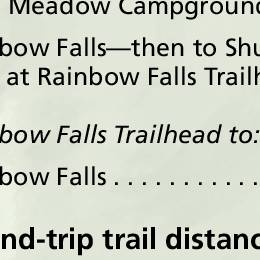 Meadow Campground
bow Falls—then to Shu
at Rainbow Falls Trailh
bow Falls Trailhead to:
bow Falls . . . . . . . . . . .
nd-trip trail distanc